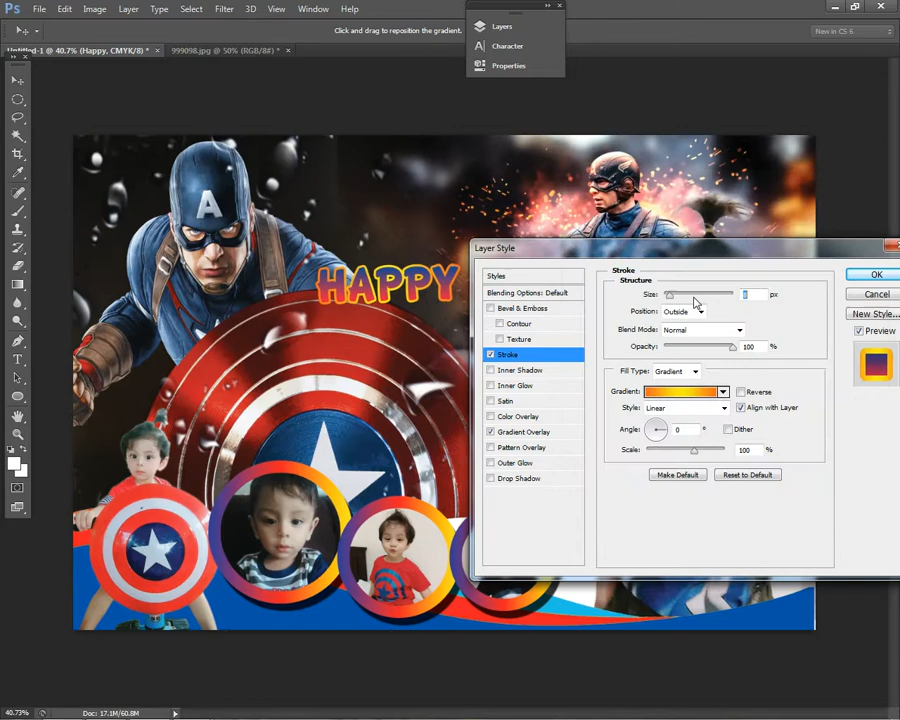 Ps File Edit Image Layer Type Select Filter 3D View Window Help
Click and drag to reposition the gradient.
New in CS 6
Untitled-1 @ 40.7% (Happy, CMYK/8) * ×
999098.jpg @ 50% (RGB/8#) * ×
Layers
Character
Properties
A
HAPPY
Layer Style
Styles
Blending Options: Default
Bevel & Emboss
Contour
Texture
Stroke
Inner Shadow
Inner Glow
Satin
Color Overlay
Gradient Overlay
Pattern Overlay
Outer Glow
Drop Shadow
Stroke
Structure
Size: px
Position: Outside
Blend Mode: Normal
Opacity: 100 %
Fill Type: Gradient
Gradient: Reverse
Style: Linear Align with Layer
Angle: 0 ° Dither
Scale: 100 %
Make Default Reset to Default
OK
Cancel
New Style...
Preview
40.73% Doc: 17.1M/60.8M